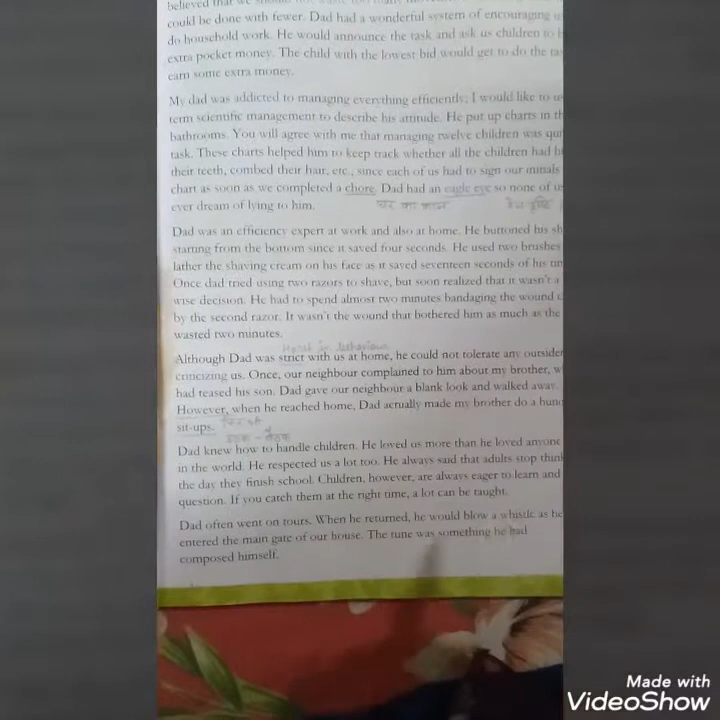 believed that we
could be done with fewer. Dad had a wonderful system of encouraging
do household work. He would announce the task and ask us children to
extra pocket money. The child with the lowest bid would get to do the
earn some extra money.
My dad was addicted to managing everything efficiently; I would like to
term scientific management to describe his attitude. He put up charts in
bathrooms. You will agree with me that managing twelve children was
task. These charts helped him to keep track whether all the children had
their teeth, combed their hair, etc., since each of us had to sign our initials
chart as soon as we completed a chore. Dad had an eagle eye so none of
ever dream of lying to him.
घर का काम
Dad was an efficiency expert at work and also at home. He buttoned his
starting from the bottom since it saved four seconds. He used two brushes
lather the shaving cream on his face as it saved seventeen seconds of his
Once dad tried using two razors to shave, but soon realized that it wasn't a
wise decision. He had to spend almost two minutes bandaging the wound
by the second razor. It wasn't the wound that bothered him as much as the
wasted two minutes.
in behaviour
Although Dad was strict with us at home, he could not tolerate any
criticizing us. Once, our neighbour complained to him about my brother,
had teased his son. Dad gave our neighbour a blank look and walked away.
However, when he reached home, Dad actually made my brother do a
sit-ups.
उठक - बैठक
Dad knew how to handle children. He loved us more than he loved anyone
in the world. He respected us a lot too. He always said that adults stop
the day they finish school. Children, however, are always eager to learn and
question. If you catch them at the right time, a lot can be taught.
Dad often went on tours. When he returned, he would blow a whistle as he
entered the main gate of our house. The tune was something he had
composed himself.
Made with
VideoShow